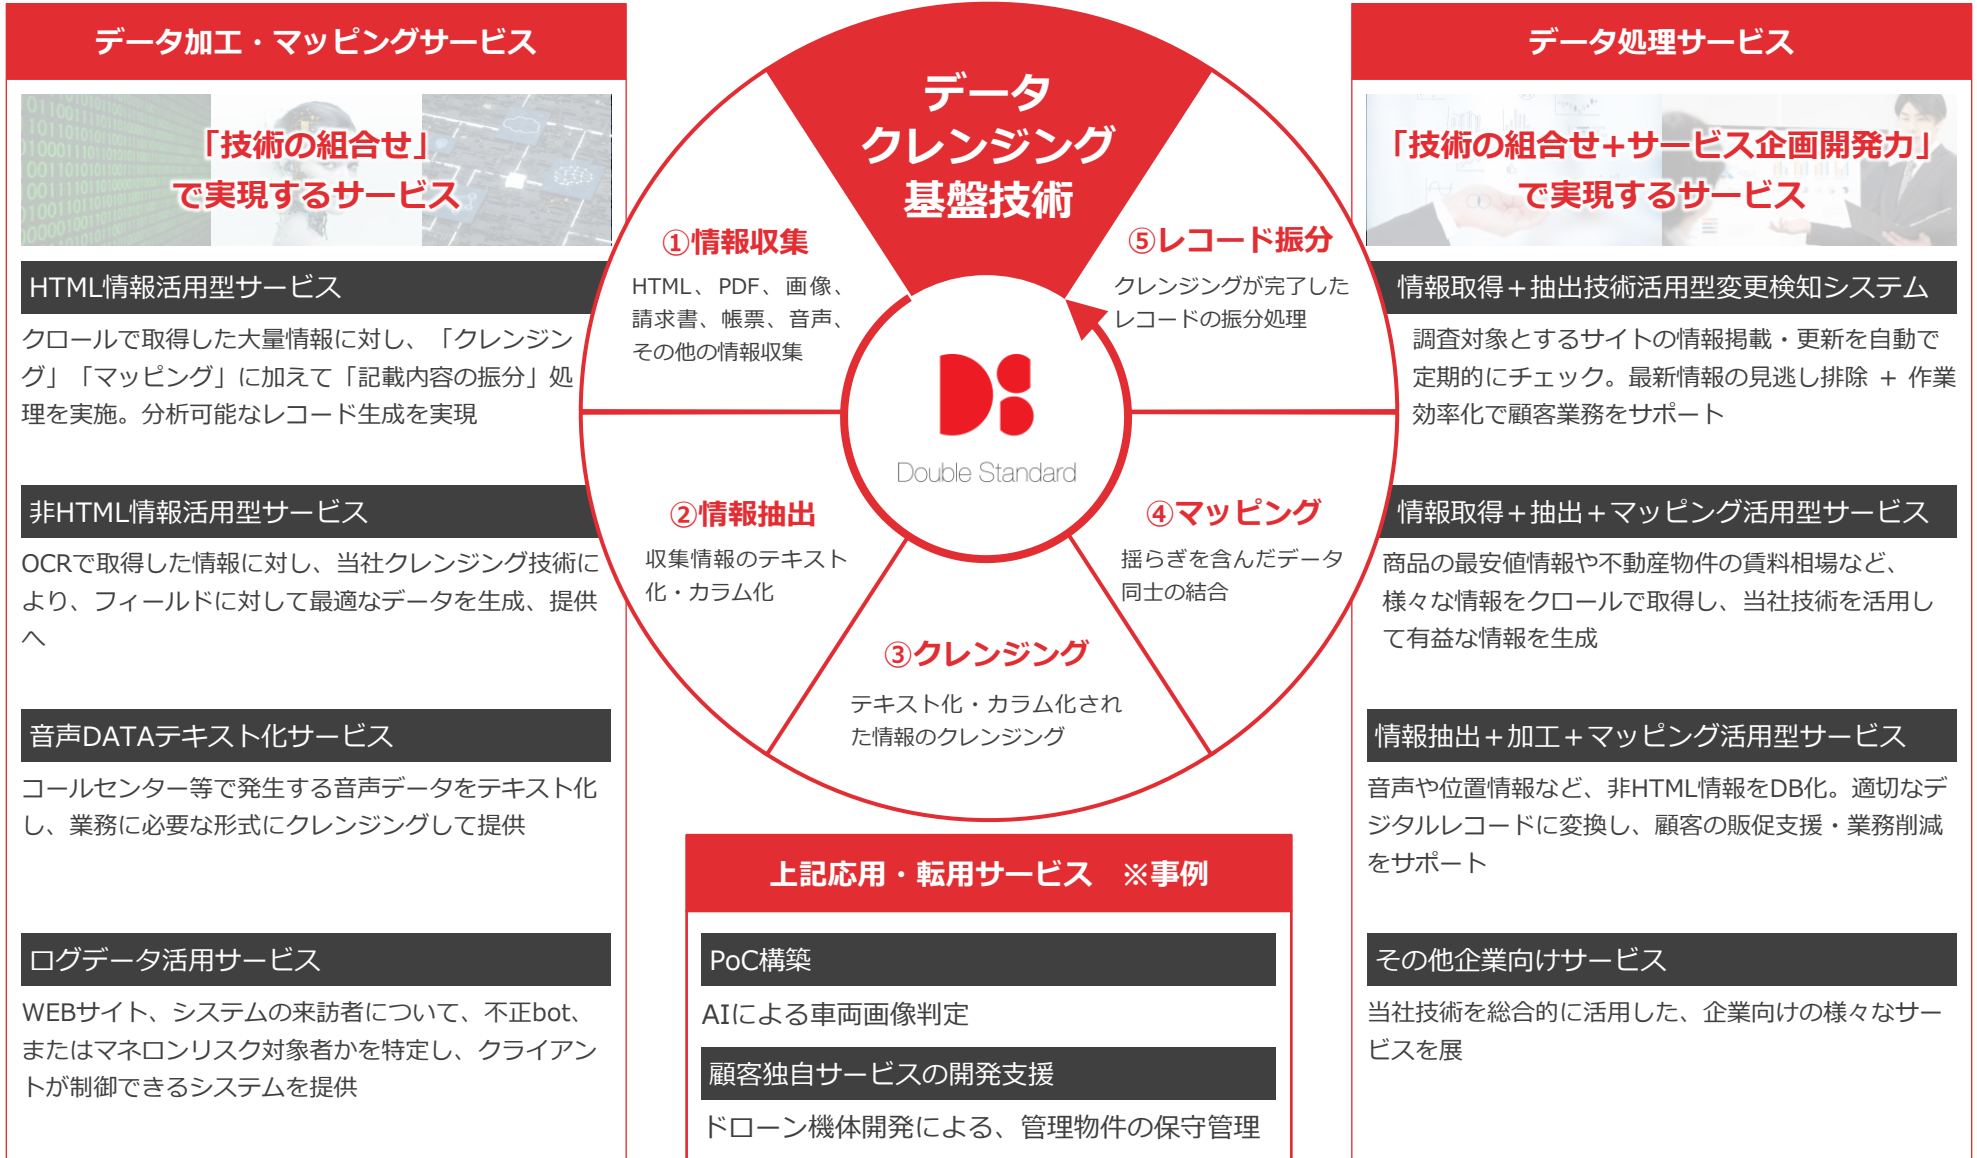 データ加工・マッピングサービス
「技術の組合せ」
で実現するサービス
HTML情報活用型サービス
クロールで取得した大量情報に対し、「クレンジン
グ」「マッピング」に加えて「記載内容の振分」処
理を実施。分析可能なレコード生成を実現
非HTML情報活用型サービス
OCRで取得した情報に対し、当社クレンジング技術に
より、フィールドに対して最適なデータを生成、提供
へ
音声DATAテキスト化サービス
コールセンター等で発生する音声データをテキスト化
し、業務に必要な形式にクレンジングして提供
ログデータ活用サービス
WEBサイト、システムの来訪者について、不正bot、
またはマネロンリスク対象者かを特定し、クライアン
トが制御できるシステムを提供
データ
クレンジング
基盤技術
①情報収集
HTML、PDF、画像、
請求書、帳票、音声、
その他の情報収集
②情報抽出
収集情報のテキスト
化・カラム化
③クレンジング
テキスト化・カラム化され
た情報のクレンジング
④マッピング
揺らぎを含んだデータ
同士の結合
⑤レコード振分
クレンジングが完了した
レコードの振分処理
Double Standard
上記応用・転用サービス　※事例
PoC構築
AIによる車両画像判定
顧客独自サービスの開発支援
ドローン機体開発による、管理物件の保守管理
データ処理サービス
「技術の組合せ+サービス企画開発力」
で実現するサービス
情報取得＋抽出技術活用型変更検知システム
調査対象とするサイトの情報掲載・更新を自動で
定期的にチェック。最新情報の見逃し排除 + 作業
効率化で顧客業務をサポート
情報取得＋抽出＋マッピング活用型サービス
商品の最安値情報や不動産物件の賃料相場など、
様々な情報をクロールで取得し、当社技術を活用し
て有益な情報を生成
情報抽出＋加工＋マッピング活用型サービス
音声や位置情報など、非HTML情報をDB化。適切なデ
ジタルレコードに変換し、顧客の販促支援・業務削減
をサポート
その他企業向けサービス
当社技術を総合的に活用した、企業向けの様々なサー
ビスを展